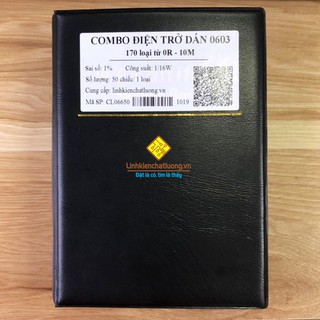 COMBO ĐIỆN TRỞ DÁN 0603
170 loại từ 0R - 10M
Sai số: 1% Công suất: 1/16W
Số lượng: 50 chiếc/ 1 loại
Cung cấp: linhkienchatluong.vn
Mã SP: CL06650 1019
Linhkienchatluong.vn
Đặt là có, tìm là thấy